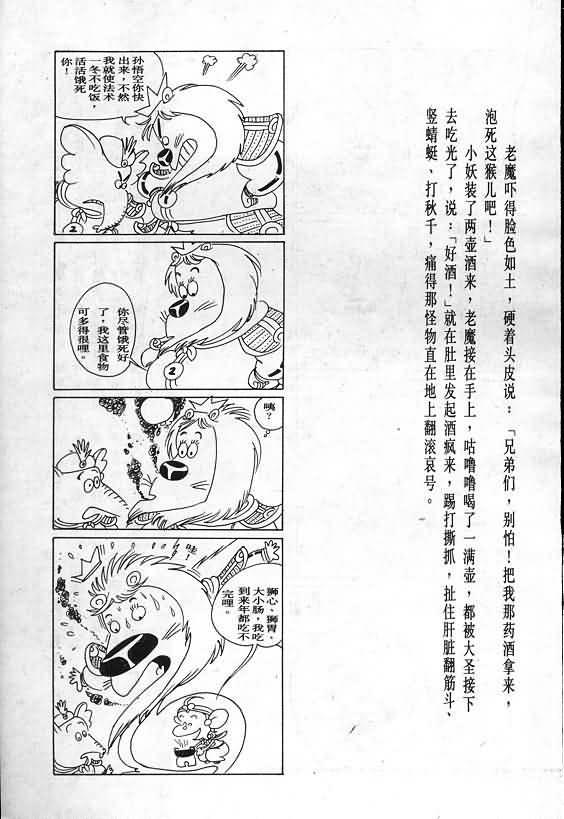 老魔吓得脸色如土，硬着头皮说：「兄弟们，别怕！把我那药酒拿来，
泡死这猴儿吧！」
小妖装了两壶酒来，老魔接在手上，咕噜噜喝了一满壶，都被大圣接下
去吃光了，说：「好酒！」就在肚里发起酒疯来，踢打撕抓，扯住肝脏翻筋斗、
竖蜻蜓、打秋千，痛得那怪物直在地上翻滚哀号。
孙悟空你快
出来，不然
我就使法术
一冬不吃饭，
活活饿死
你！
2
你尽管饿死好
了，我这里食物
可多得很哩。
2
咦？
哇！
狮心、狮胃、
大小肠，我吃
到来年都吃不
完哩。